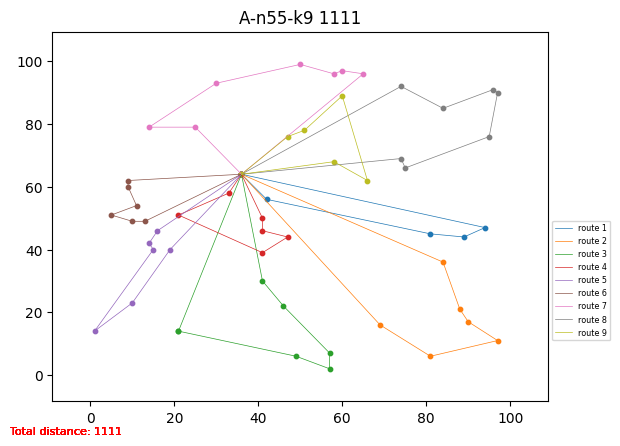 A-n55-k9 1111
100
80
60
40
20
0
0 20 40 60 80 100
route 1
route 2
route 3
route 4
route 5
route 6
route 7
route 8
route 9
Total distance: 1111